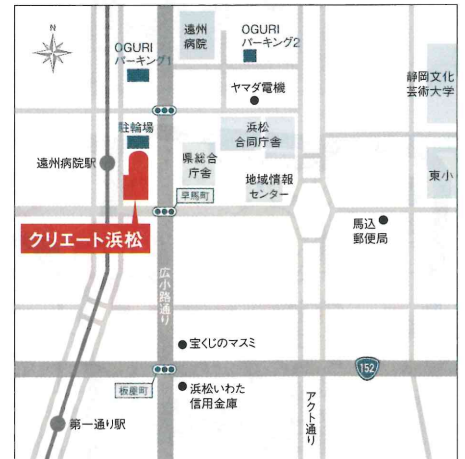 遠州
病院
OGURI
パーキング2
OGURI
パーキング1
静岡文化
芸術大学
ヤマダ電機
駐輪場
浜松
合同庁舎
遠州病院駅
県総合
庁舎
地域情報
センター
東小
早馬町
クリエート浜松
馬込
郵便局
広小路通り
宝くじのマスミ
152
板屋町
浜松いわた
信用金庫
アクト通り
第一通り駅